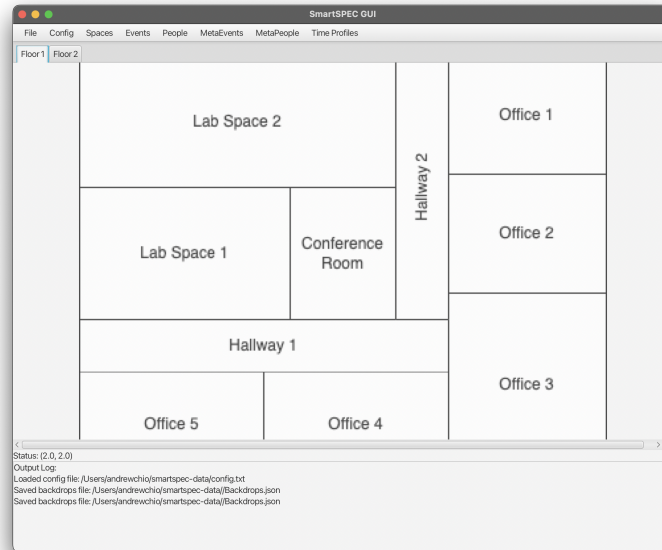 SmartSPEC GUI
File Config Spaces Events People MetaEvents MetaPeople Time Profiles
Floor 1 Floor 2
Lab Space 2
Office 1
Hallway 2
Office 2
Lab Space 1
Conference
Room
Hallway 1
Office 3
Office 5
Office 4
Status: (2.0, 2.0)
Output Log:
Loaded config file: /Users/andrewchio/smartspec-data/config.txt
Saved backdrops file: /Users/andrewchio/smartspec-data//Backdrops.json
Saved backdrops file: /Users/andrewchio/smartspec-data//Backdrops.json